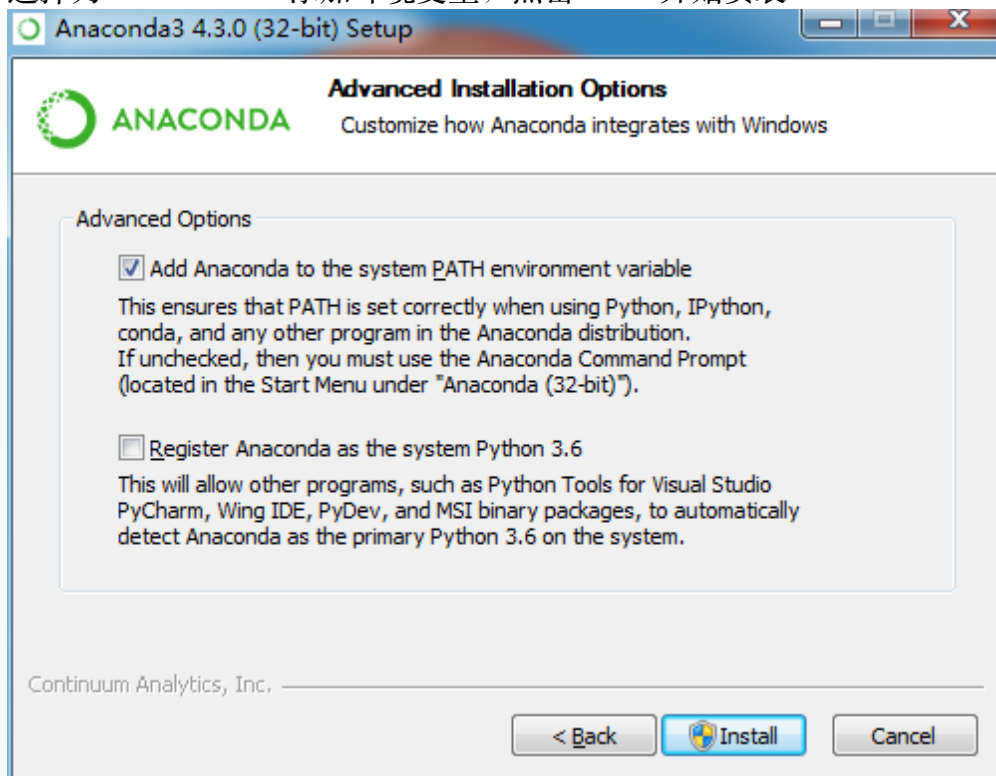 Anaconda3 4.3.0 (32-bit) Setup
ANACONDA
Advanced Installation Options
Customize how Anaconda integrates with Windows
Advanced Options
Add Anaconda to the system PATH environment variable
This ensures that PATH is set correctly when using Python, IPython,
conda, and any other program in the Anaconda distribution.
If unchecked, then you must use the Anaconda Command Prompt
(located in the Start Menu under "Anaconda (32-bit)").
Register Anaconda as the system Python 3.6
This will allow other programs, such as Python Tools for Visual Studio
PyCharm, Wing IDE, PyDev, and MSI binary packages, to automatically
detect Anaconda as the primary Python 3.6 on the system.
Continuum Analytics, Inc.
< Back
Install
Cancel